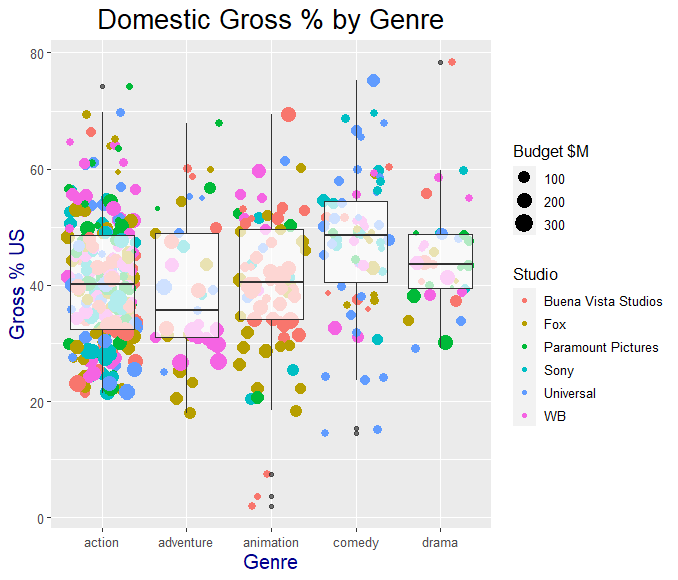 Domestic Gross % by Genre
80
60
40
20
0
Gross % US
action adventure animation comedy drama
Genre
Budget $M
100
200
300
Studio
Buena Vista Studios
Fox
Paramount Pictures
Sony
Universal
WB